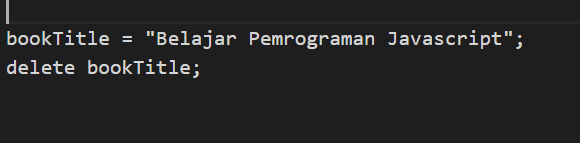 bookTitle = "Belajar Pemrograman Javascript";
delete bookTitle;